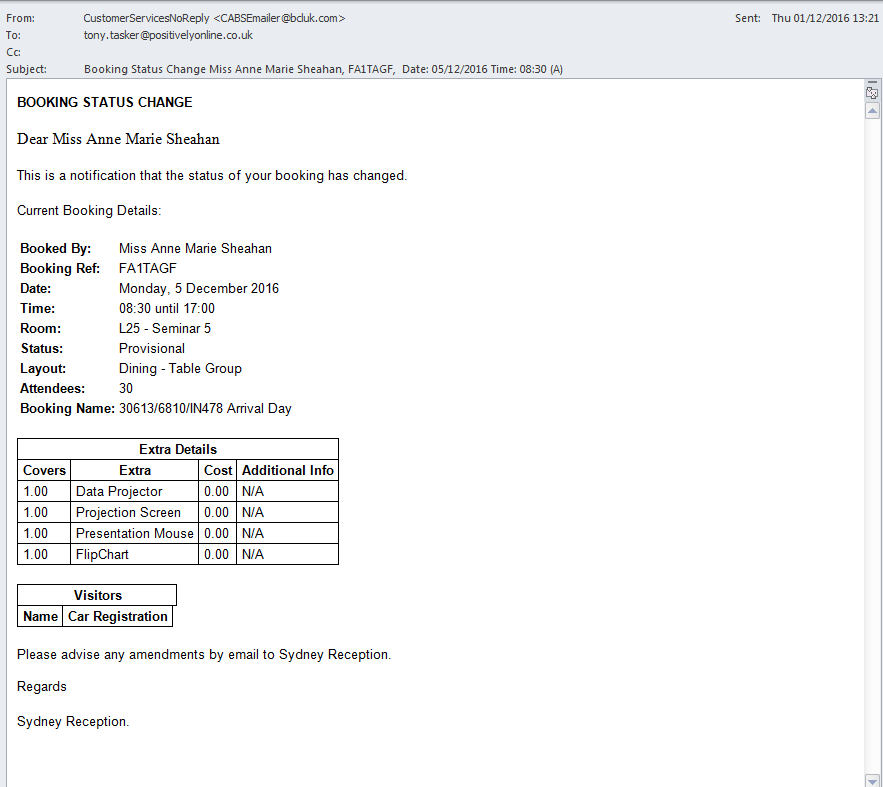 From: CustomerServicesNoReply <CABSEmailer@bcluk.com> Sent: Thu 01/12/2016 13:21
To: tony.tasker@positivelyonline.co.uk
Cc:
Subject: Booking Status Change Miss Anne Marie Sheahan, FA1TAGF, Date: 05/12/2016 Time: 08:30 (A)
BOOKING STATUS CHANGE
Dear Miss Anne Marie Sheahan
This is a notification that the status of your booking has changed.
Current Booking Details:
Booked By: Miss Anne Marie Sheahan
Booking Ref: FA1TAGF
Date: Monday, 5 December 2016
Time: 08:30 until 17:00
Room: L25 - Seminar 5
Status: Provisional
Layout: Dining - Table Group
Attendees: 30
Booking Name: 30613/6810/IN478 Arrival Day
Extra Details
Covers Extra Cost Additional Info
1.00 Data Projector 0.00 N/A
1.00 Projection Screen 0.00 N/A
1.00 Presentation Mouse 0.00 N/A
1.00 FlipChart 0.00 N/A
Visitors
Name Car Registration
Please advise any amendments by email to Sydney Reception.
Regards
Sydney Reception.